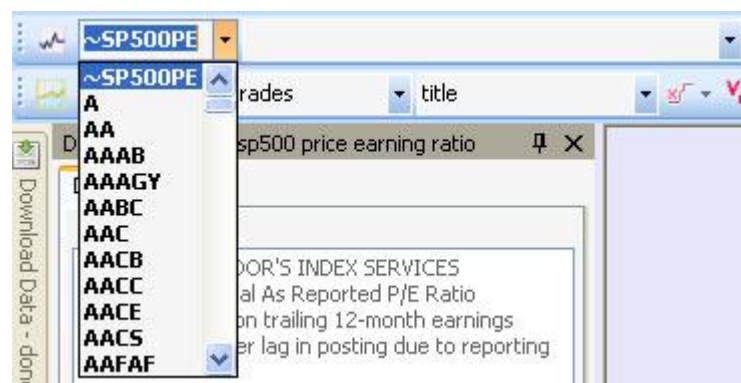 ~SP500PE
~SP500PE
A
AA
AAAB
AAAGY
AABC
AAC
AACB
AACC
AACE
AACS
AAFAF
rades
title
sp500 price earning ratio
OOR'S INDEX SERVICES
al As Reported P/E Ratio
on trailing 12-month earnings
er lag in posting due to reporting
Download Data - don